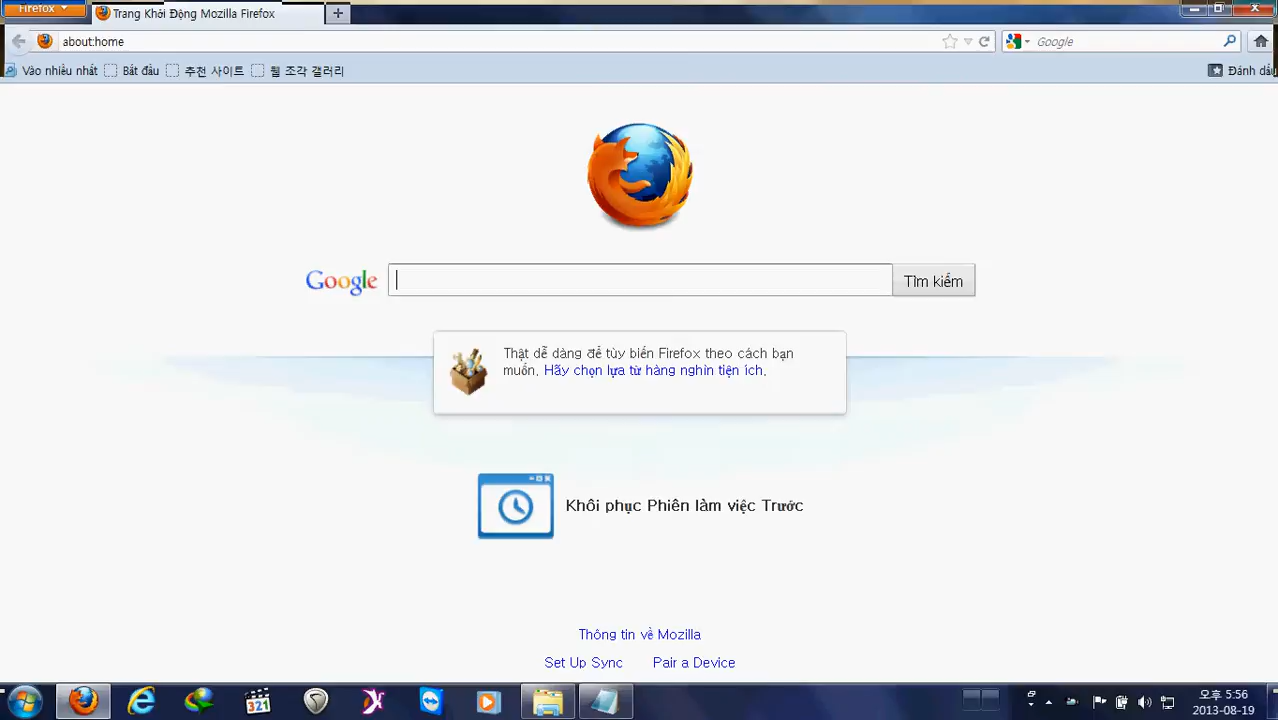 Firefox
Trang Khởi Động Mozilla Firefox
about:home
Google
Vào nhiều nhất
Bắt đầu
추천 사이트
웹 조각 갤러리
Đánh dấu
Google
Tìm kiếm
Thật dễ dàng để tùy biến Firefox theo cách bạn
muốn. Hãy chọn lựa từ hàng nghìn tiện ích.
Khôi phục Phiên làm việc Trước
Thông tin về Mozilla
Set Up Sync
Pair a Device
321
오후 5:56
2013-08-19